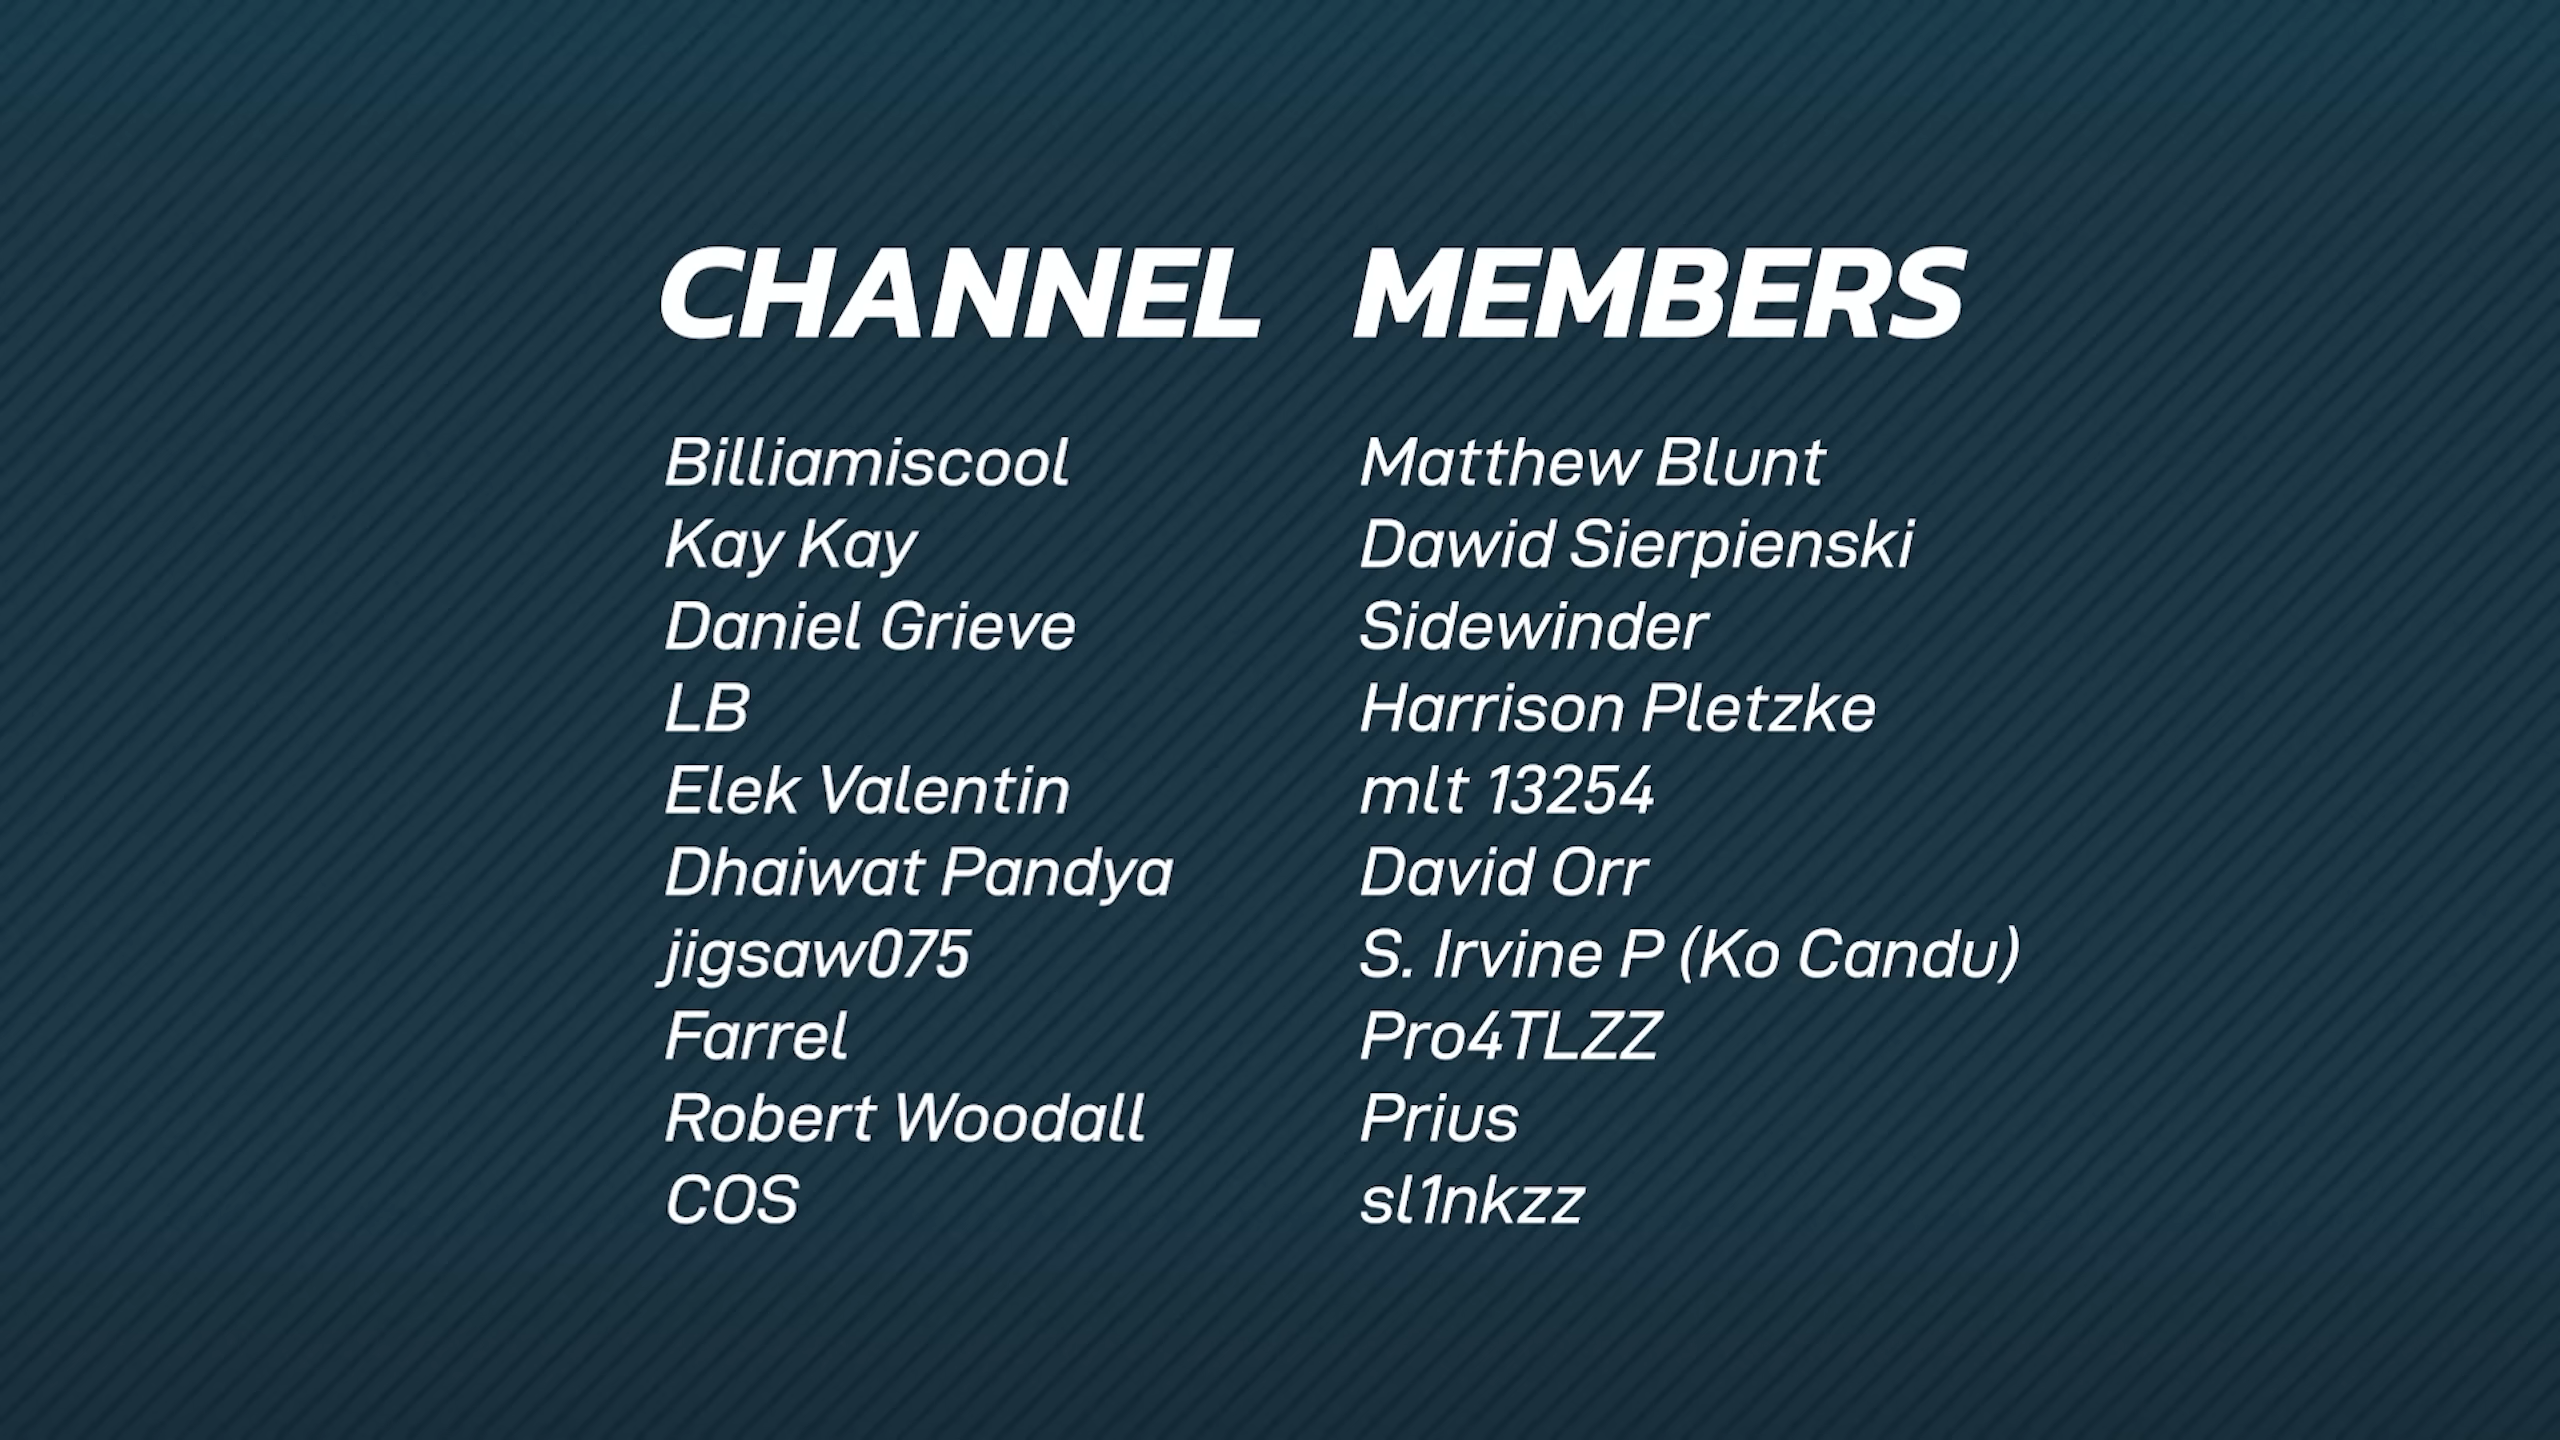 CHANNEL MEMBERS
Billiamiscool
Kay Kay
Daniel Grieve
LB
Elek Valentin
Dhaiwat Pandya
jigsaw075
Farrel
Robert Woodall
COS
Matthew Blunt
Dawid Sierpienski
Sidewinder
Harrison Pletzke
mlt 13254
David Orr
S. Irvine P (Ko Candu)
Pro4TLZZ
Prius
sl1nkzz